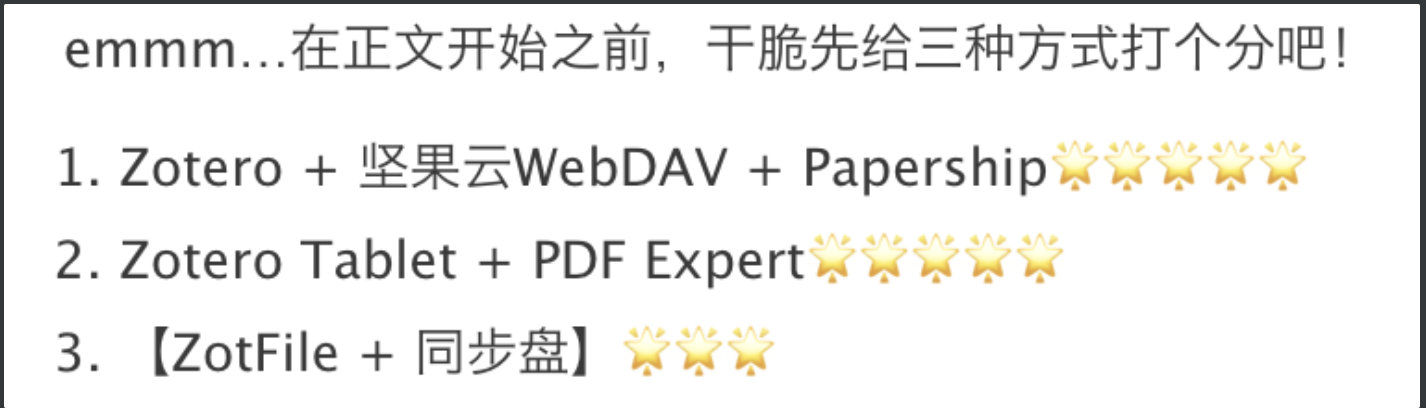 emmm...在正文开始之前，干脆先给三种方式打个分吧！
1. Zotero + 坚果云WebDAV + Papership🌟🌟🌟🌟🌟
2. Zotero Tablet + PDF Expert🌟🌟🌟🌟🌟
3. 【ZotFile + 同步盘】🌟🌟🌟